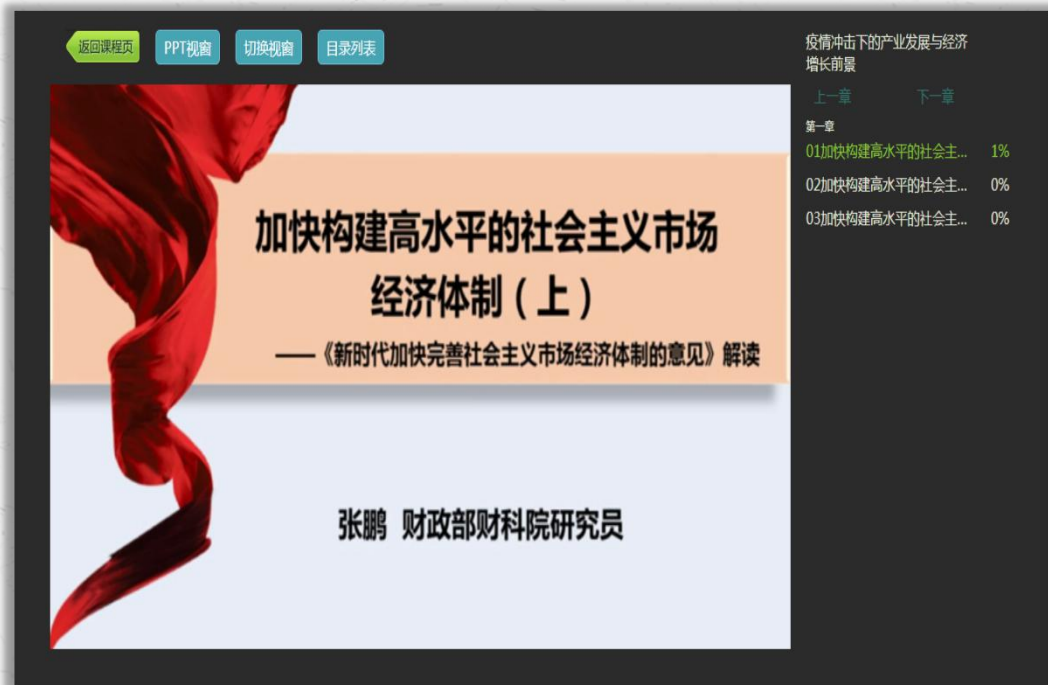 返回课程页 PPT视窗 切换视窗 目录列表
加快构建高水平的社会主义市场
经济体制(上)
——《新时代加快完善社会主义市场经济体制的意见》解读
张鹏 财政部财科院研究员
疫情冲击下的产业发展与经济
增长前景
上一章 下一章
第一章
01加快构建高水平的社会主... 1%
02加快构建高水平的社会主... 0%
03加快构建高水平的社会主... 0%